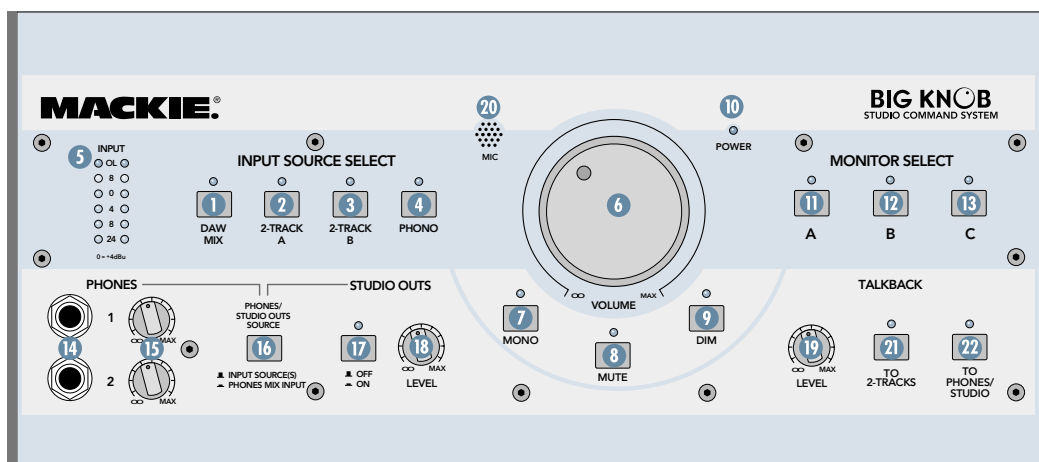 MACKIE.®
20
MIC
10
POWER
BIG KNOB
STUDIO COMMAND SYSTEM
5
INPUT
OL
8
0
4
8
24
0=+4dBu
INPUT SOURCE SELECT
1
DAW
MIX
2
2-TRACK
A
3
2-TRACK
B
4
PHONO
6
∞
VOLUME
MAX
MONITOR SELECT
11
A
12
B
13
C
PHONES
14
1
2
15
∞
MAX
∞
MAX
PHONES/
STUDIO OUTS
SOURCE
16
INPUT SOURCE(S)
PHONES MIX INPUT
STUDIO OUTS
17
OFF
ON
18
∞
MAX
LEVEL
7
MONO
8
MUTE
9
DIM
TALKBACK
19
∞
MAX
LEVEL
21
TO
2-TRACKS
22
TO
PHONES/
STUDIO